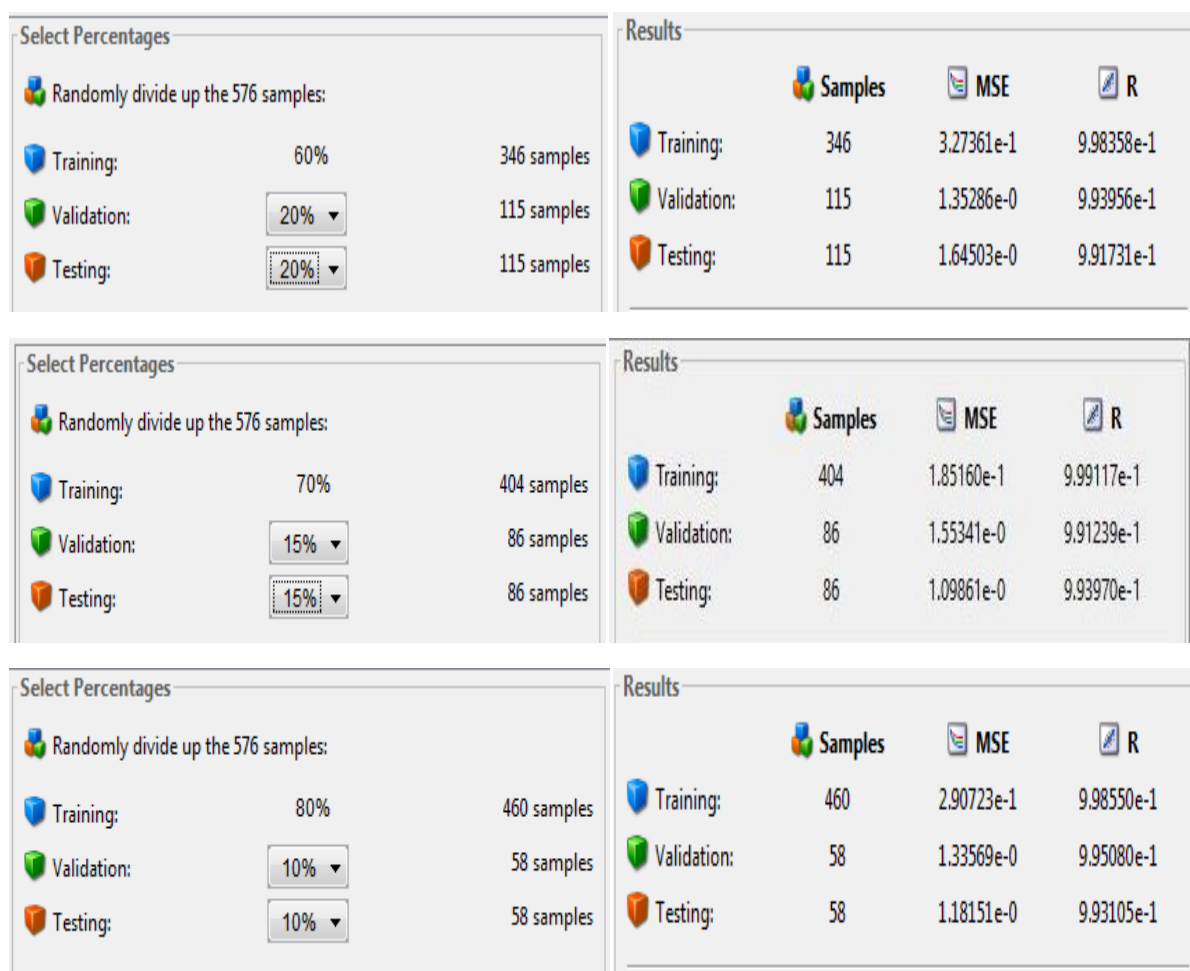 Select Percentages
Randomly divide up the 576 samples:
Training: 60% 346 samples
Validation: 20% 115 samples
Testing: 20% 115 samples
Results
Samples MSE R
Training: 346 3.27361e-1 9.98358e-1
Validation: 115 1.35286e-0 9.93956e-1
Testing: 115 1.64503e-0 9.91731e-1
Select Percentages
Randomly divide up the 576 samples:
Training: 70% 404 samples
Validation: 15% 86 samples
Testing: 15% 86 samples
Results
Samples MSE R
Training: 404 1.85160e-1 9.99117e-1
Validation: 86 1.55341e-0 9.91239e-1
Testing: 86 1.09861e-0 9.93970e-1
Select Percentages
Randomly divide up the 576 samples:
Training: 80% 460 samples
Validation: 10% 58 samples
Testing: 10% 58 samples
Results
Samples MSE R
Training: 460 2.90723e-1 9.98550e-1
Validation: 58 1.33569e-0 9.95080e-1
Testing: 58 1.18151e-0 9.93105e-1